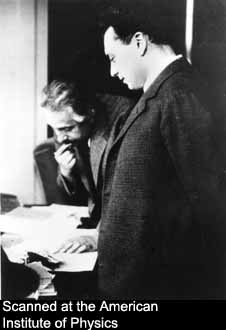 Scanned at the American
Institute of Physics